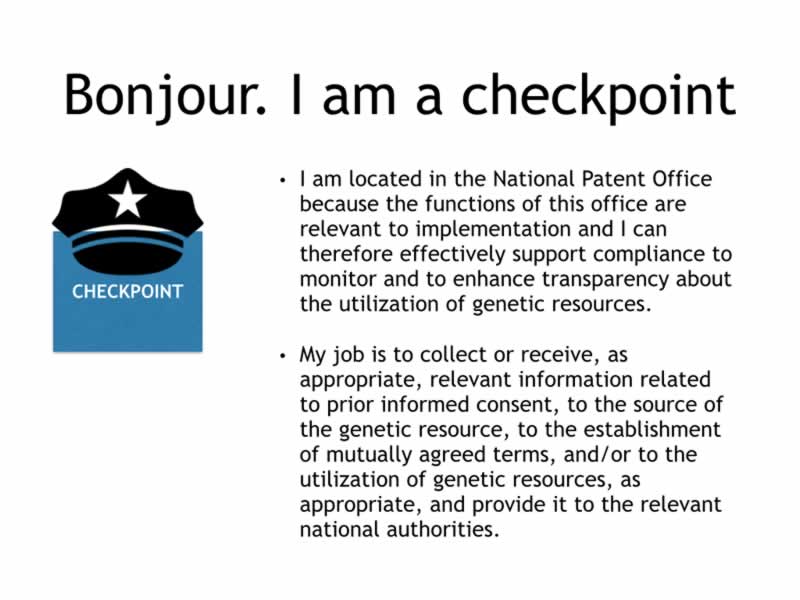 Bonjour. I am a checkpoint
CHECKPOINT
• I am located in the National Patent Office
because the functions of this office are
relevant to implementation and I can
therefore effectively support compliance to
monitor and to enhance transparency about
the utilization of genetic resources.
• My job is to collect or receive, as
appropriate, relevant information related
to prior informed consent, to the source of
the genetic resource, to the establishment
of mutually agreed terms, and/or to the
utilization of genetic resources, as
appropriate, and provide it to the relevant
national authorities.